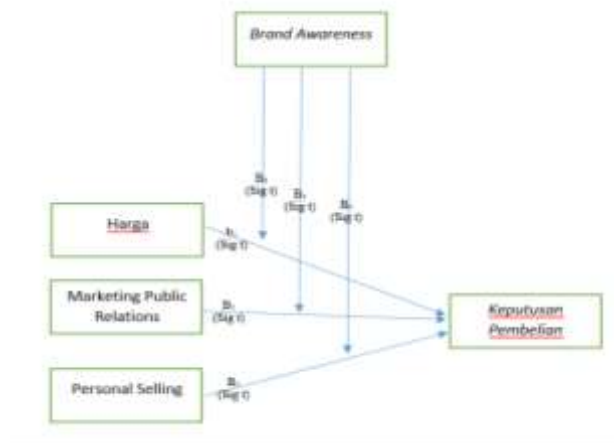 Brand Awareness
(Sig t)
(Sig t)
(Sig t)
Harga
(Sig t)
Marketing Public
Relations
(Sig t)
Keputusan
Pembelian
Personal Selling
(Sig t)